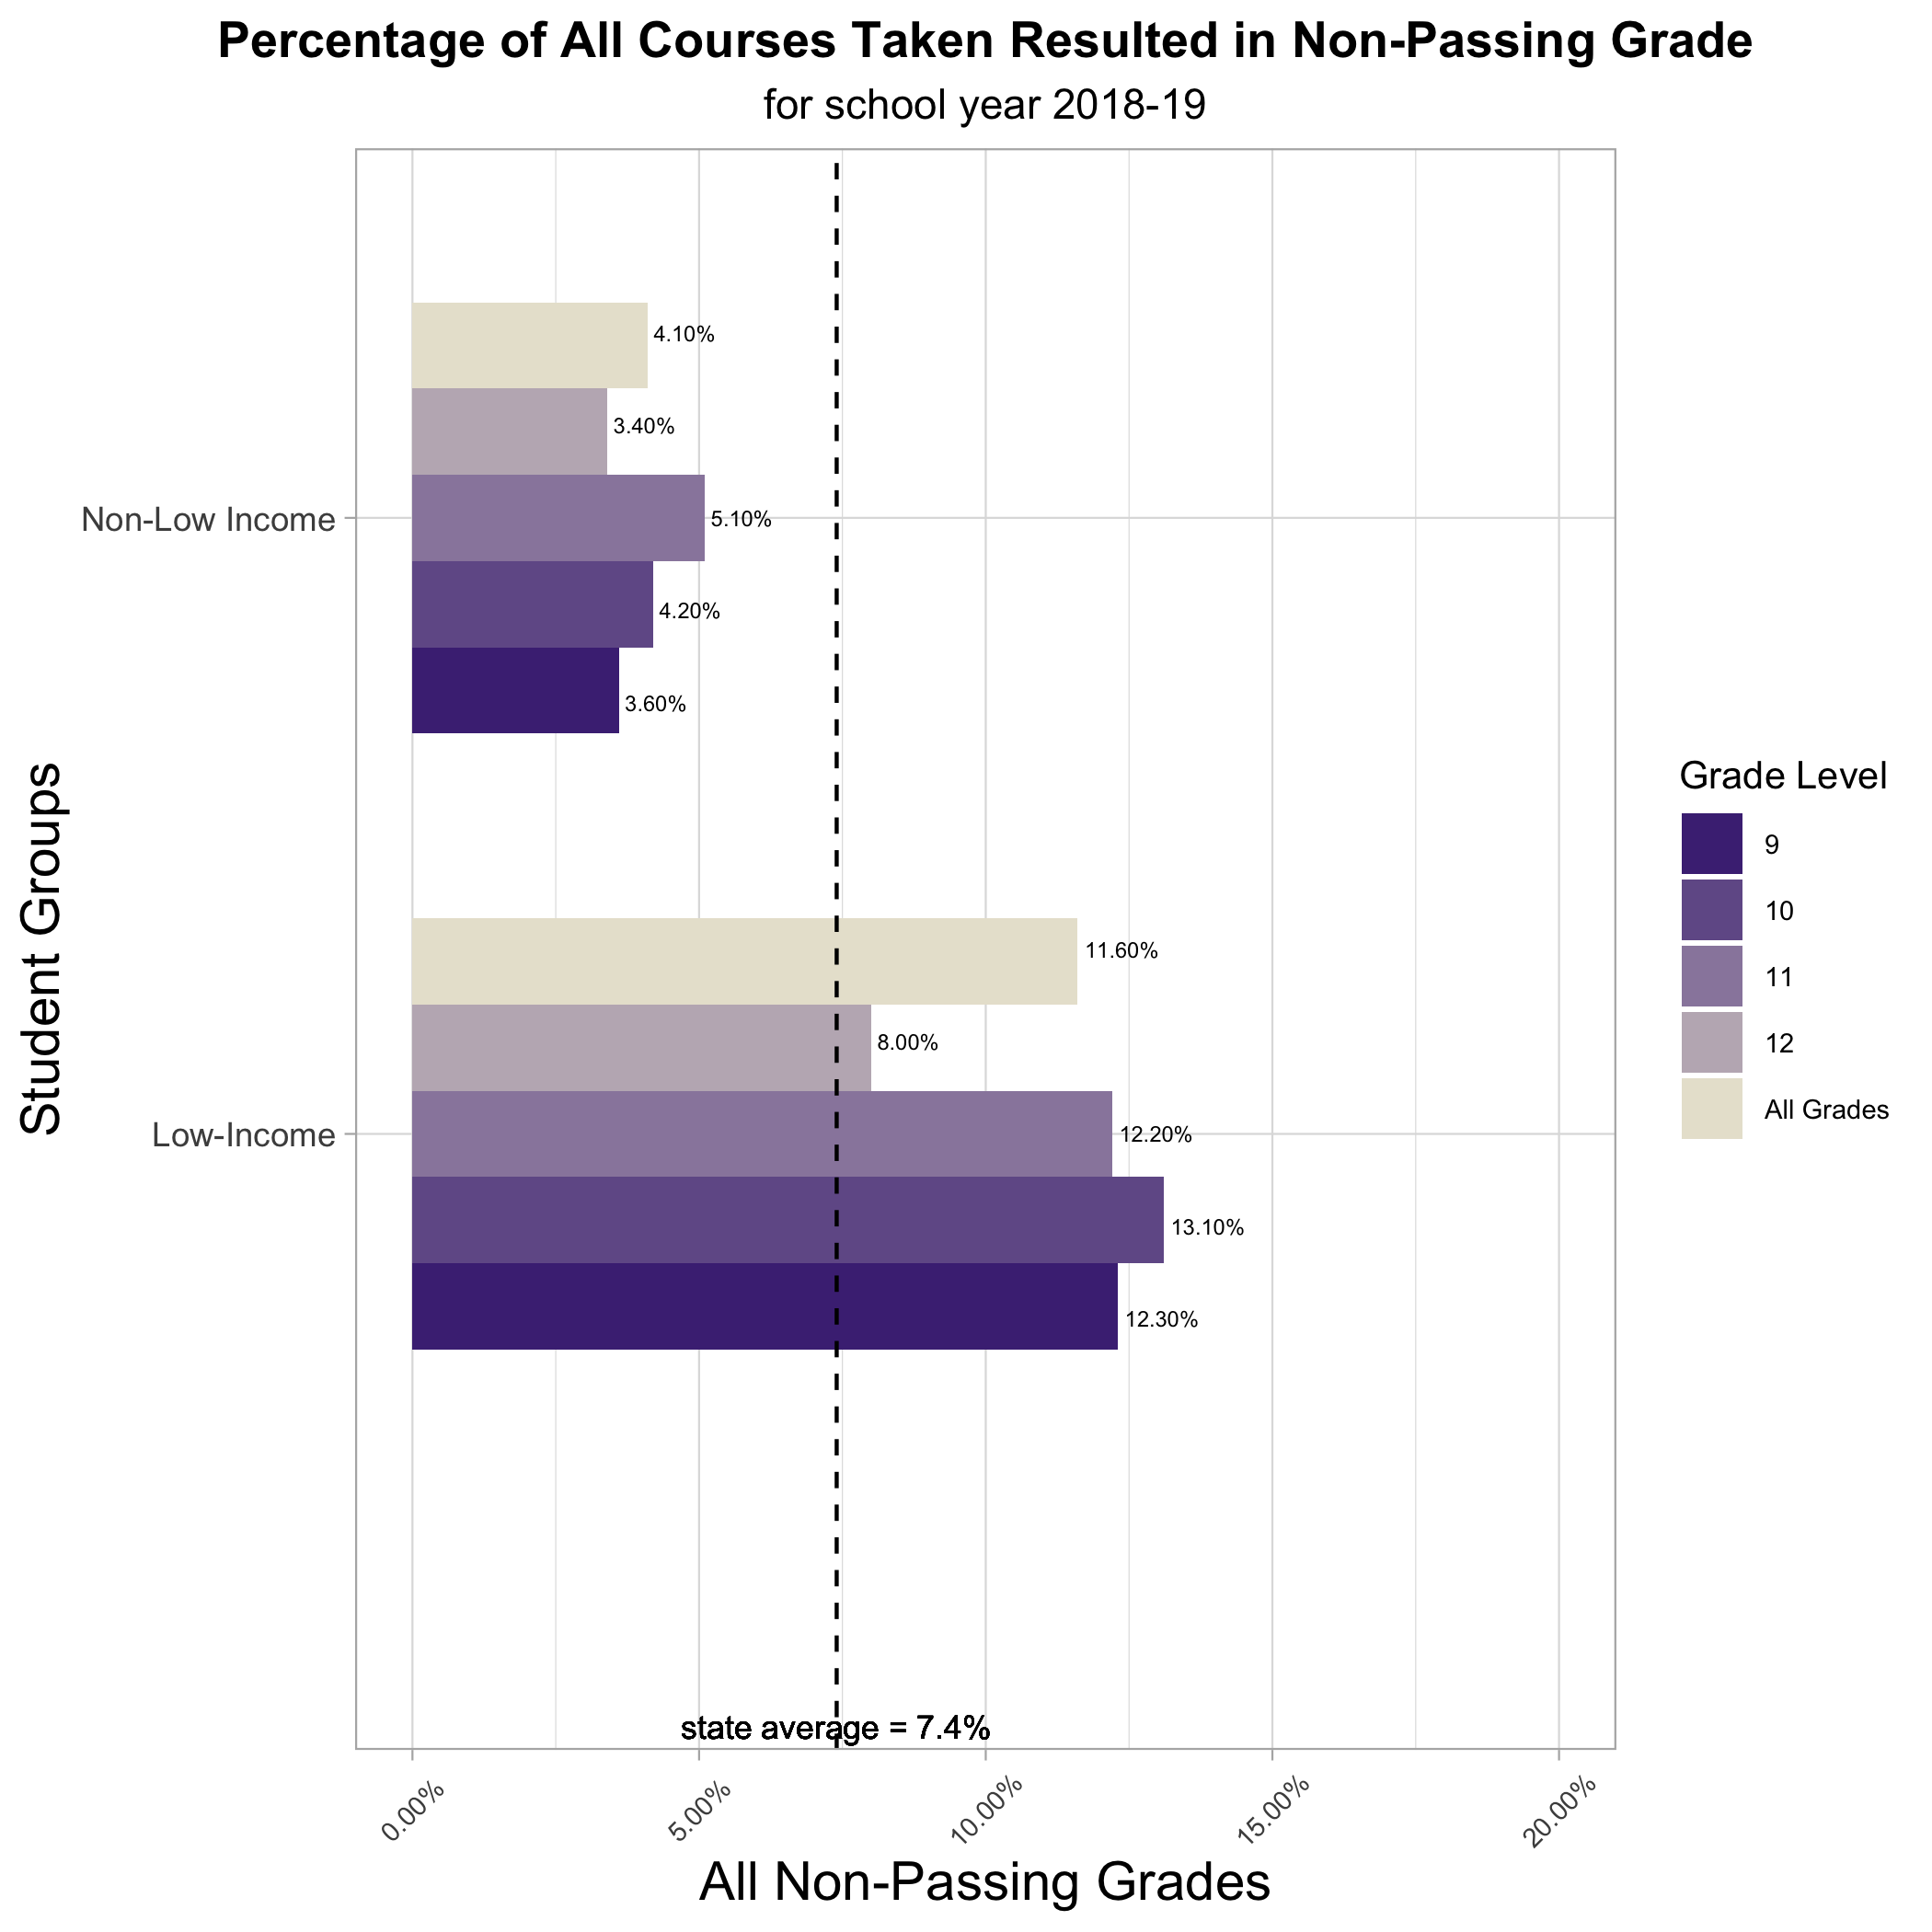 Percentage of All Courses Taken Resulted in Non-Passing Grade
for school year 2018-19
4.10%
3.40%
Non-Low Income
5.10%
4.20%
3.60%
Student Groups
Grade Level
9
10
11
12
All Grades
11.60%
8.00%
Low-Income
12.20%
13.10%
12.30%
state average = 7.4%
0.00%
5.00%
10.00%
15.00%
20.00%
All Non-Passing Grades